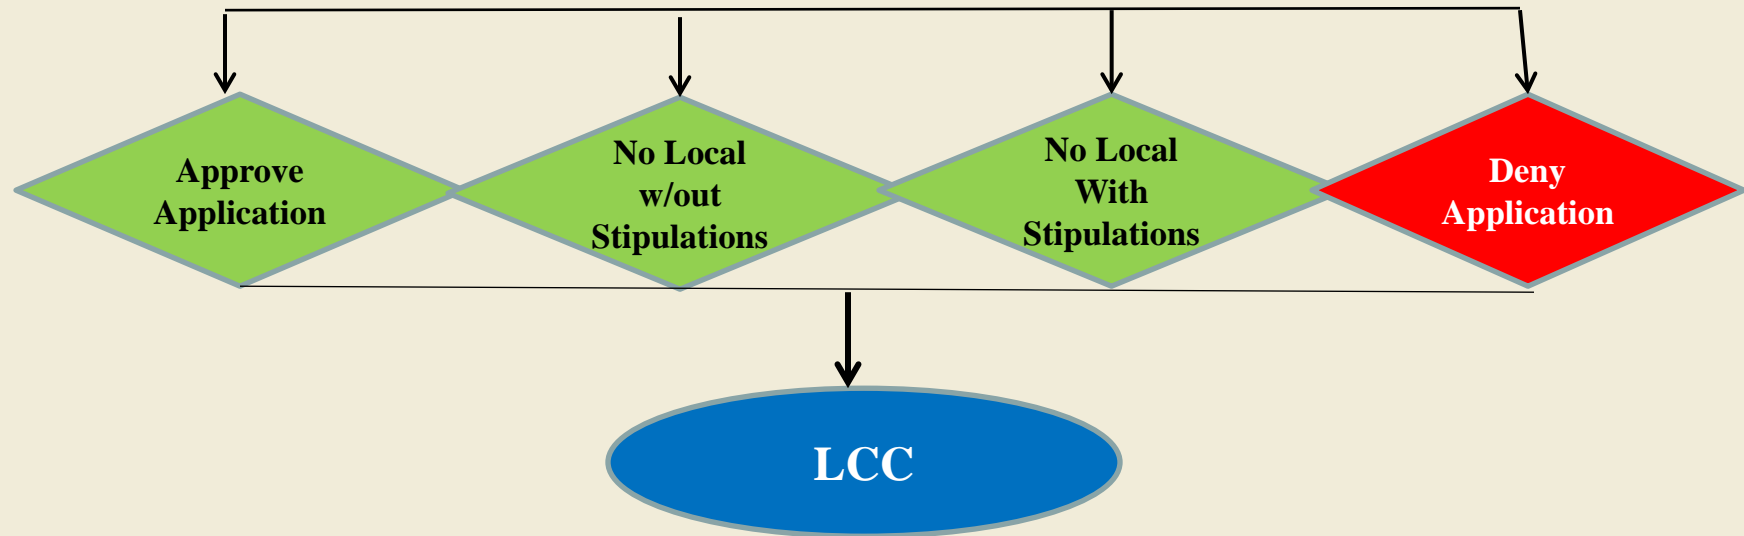 Approve
Application
No Local
w/out
Stipulations
No Local
With
Stipulations
Deny
Application
LCC